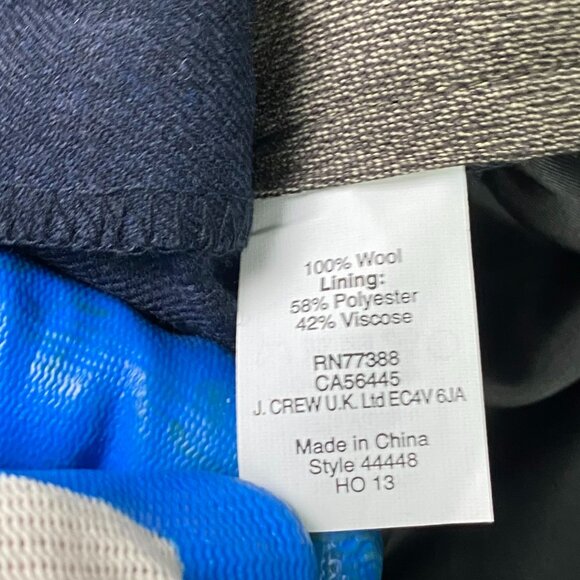 100% Wool
Lining:
58% Polyester
42% Viscose
RN77388
CA56445
J. CREW U.K. Ltd EC4V 6JA
Made in China
Style 44448
HO 13